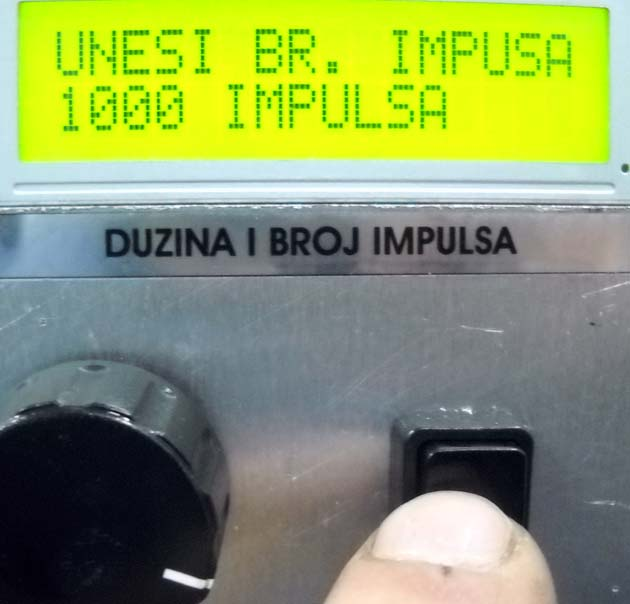 UNESI BR. IMPUSA
1000 IMPULSA
DUZINA I BROJ IMPULSA